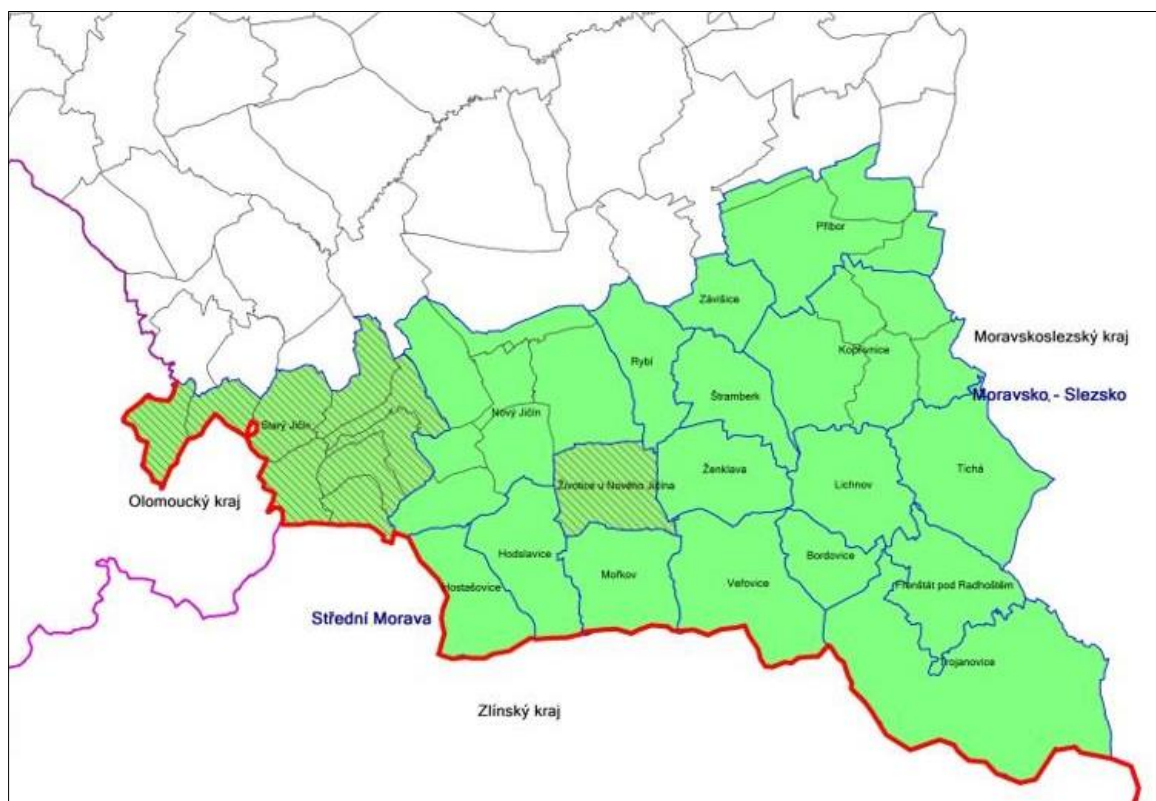 Příbor
Závišice
Moravskoslezský kraj
Kopřivnice
Rybí
Moravsko, - Slezsko
Štramberk
Nový Jičín
Starý Jičín
Tichá
Ženklava
Životice u Nového Jičína
Lichnov
Olomoucký kraj
Hodslavice
Bordovice
Mořkov
Veřovice
Frenštát pod Radhoštěm
Hostašovice
Střední Morava
Trojanovice
Zlínský kraj